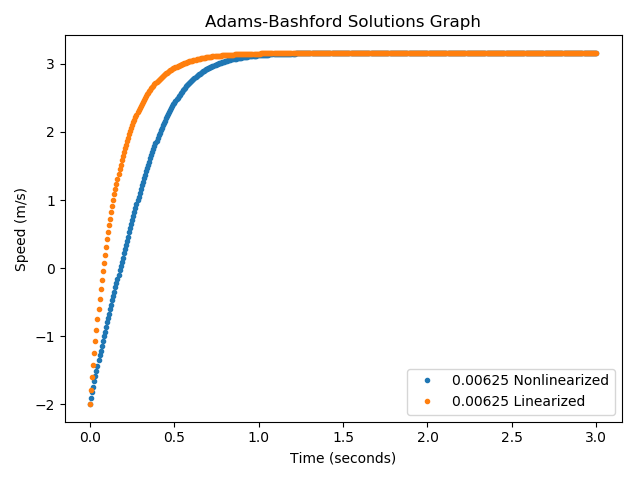 Adams-Bashford Solutions Graph
Speed (m/s)
3
2
1
0
−1
−2
0.00625 Nonlinearized
0.00625 Linearized
0.0 0.5 1.0 1.5 2.0 2.5 3.0
Time (seconds)